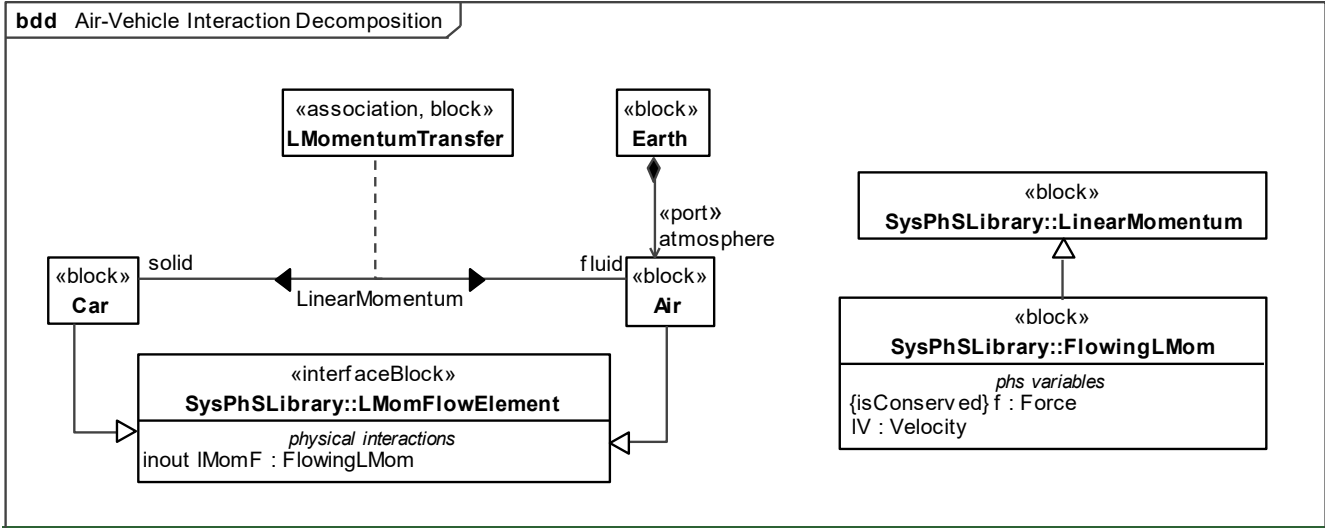 bdd Air-Vehicle Interaction Decomposition
«association, block»
LMomentumTransfer
«block»
Earth
«port»
atmosphere
«block»
Car
solid
LinearMomentum
fluid
«block»
Air
«interfaceBlock»
SysPhSLibrary::LMomFlowElement
physical interactions
inout lMomF : FlowingLMom
«block»
SysPhSLibrary::LinearMomentum
«block»
SysPhSLibrary::FlowingLMom
phs variables
{isConserved} f : Force
lV : Velocity